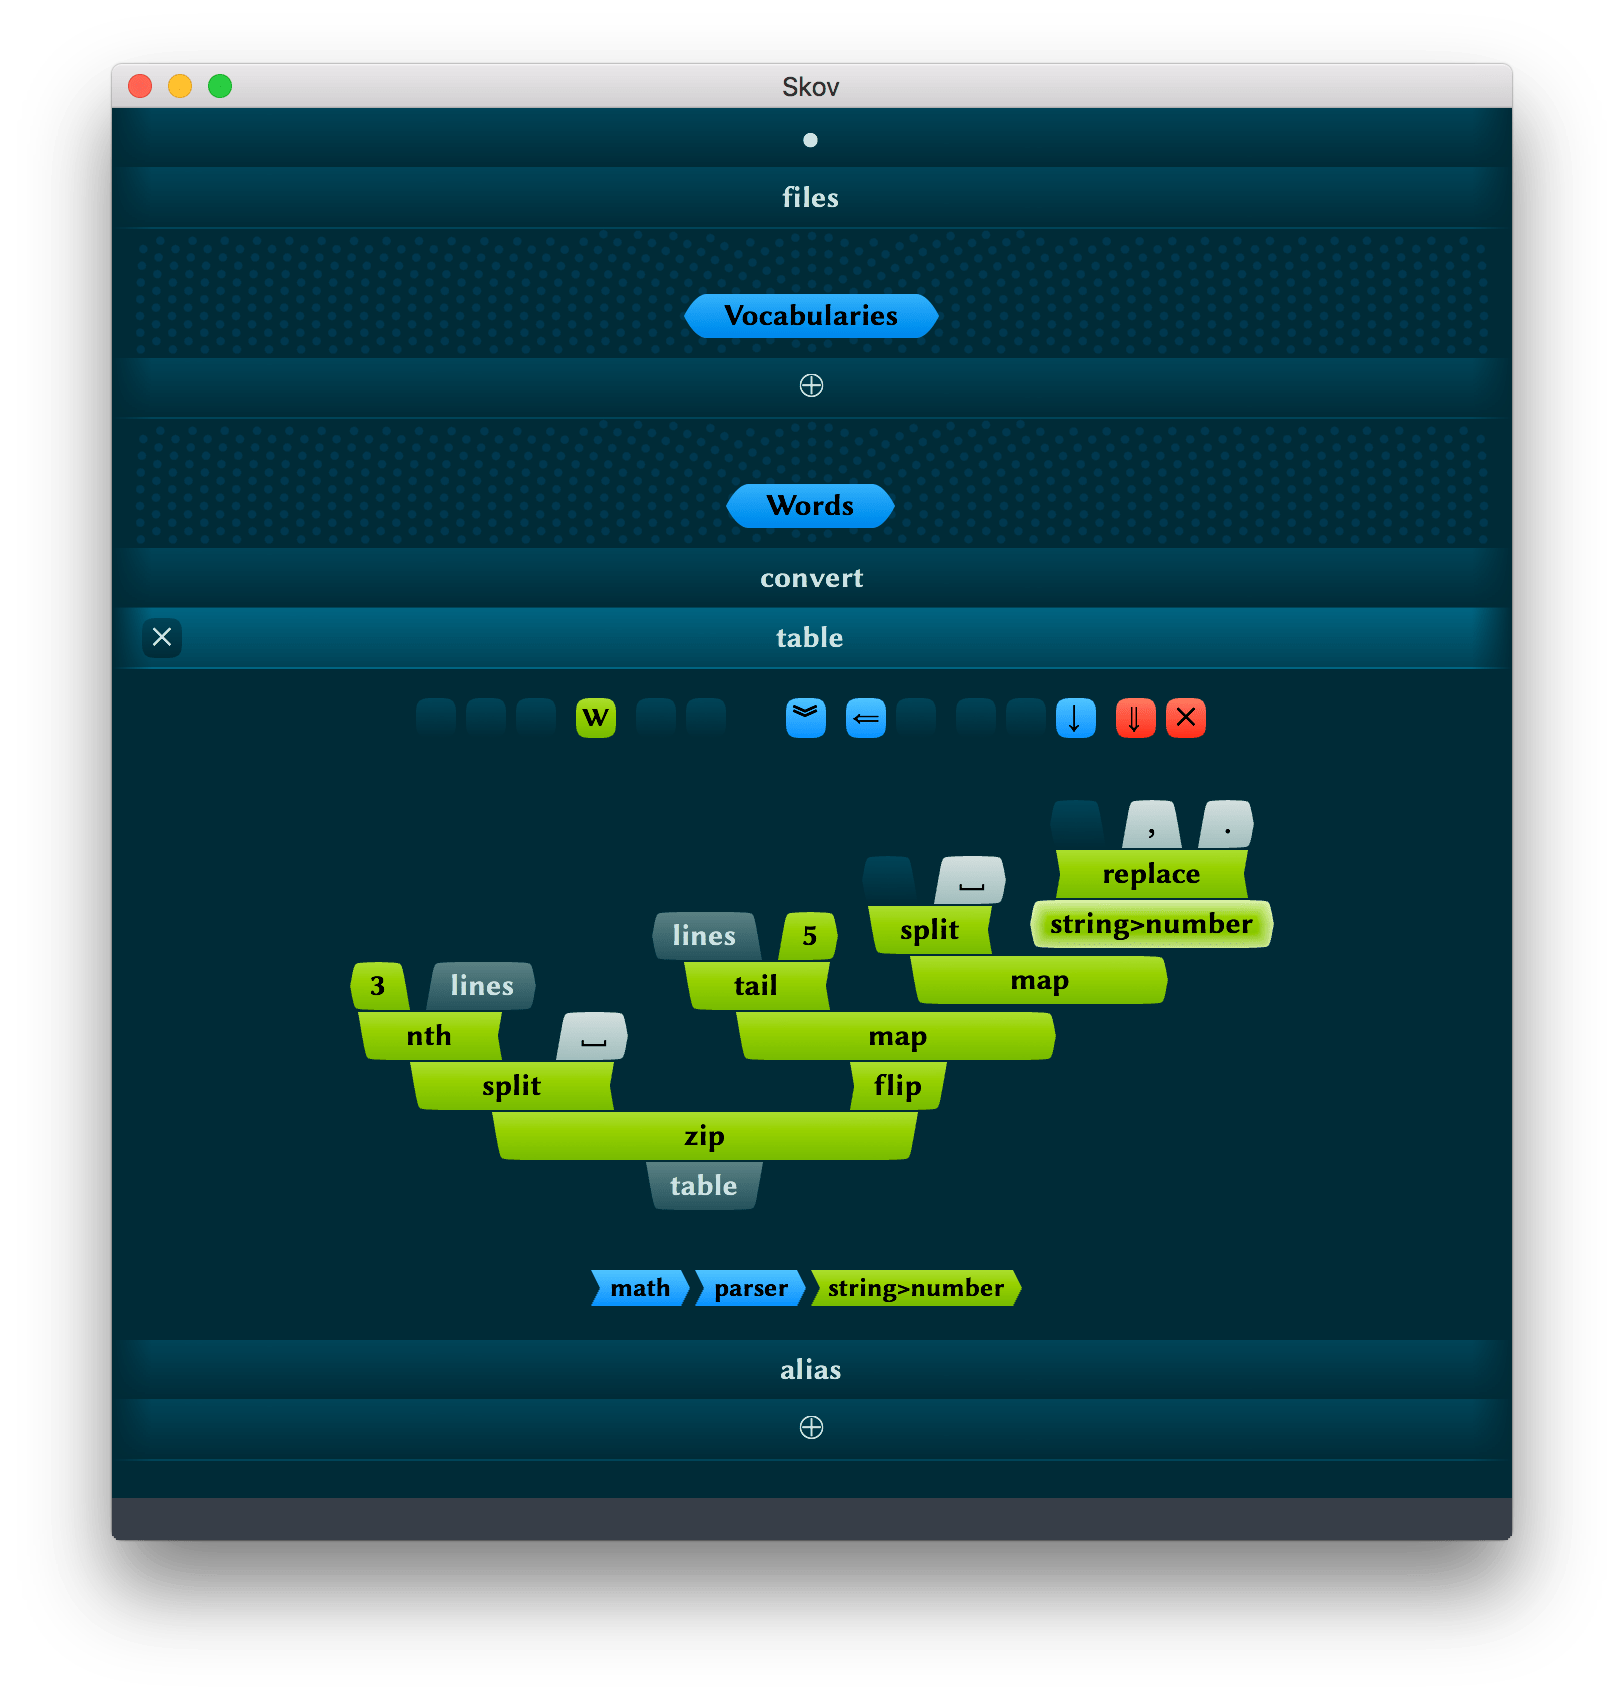 Skov
files
Vocabularies
Words
convert
table
W
, .
replace
split string>number
lines 5
3 lines tail map
nth map
split flip
zip
table
math parser string>number
alias